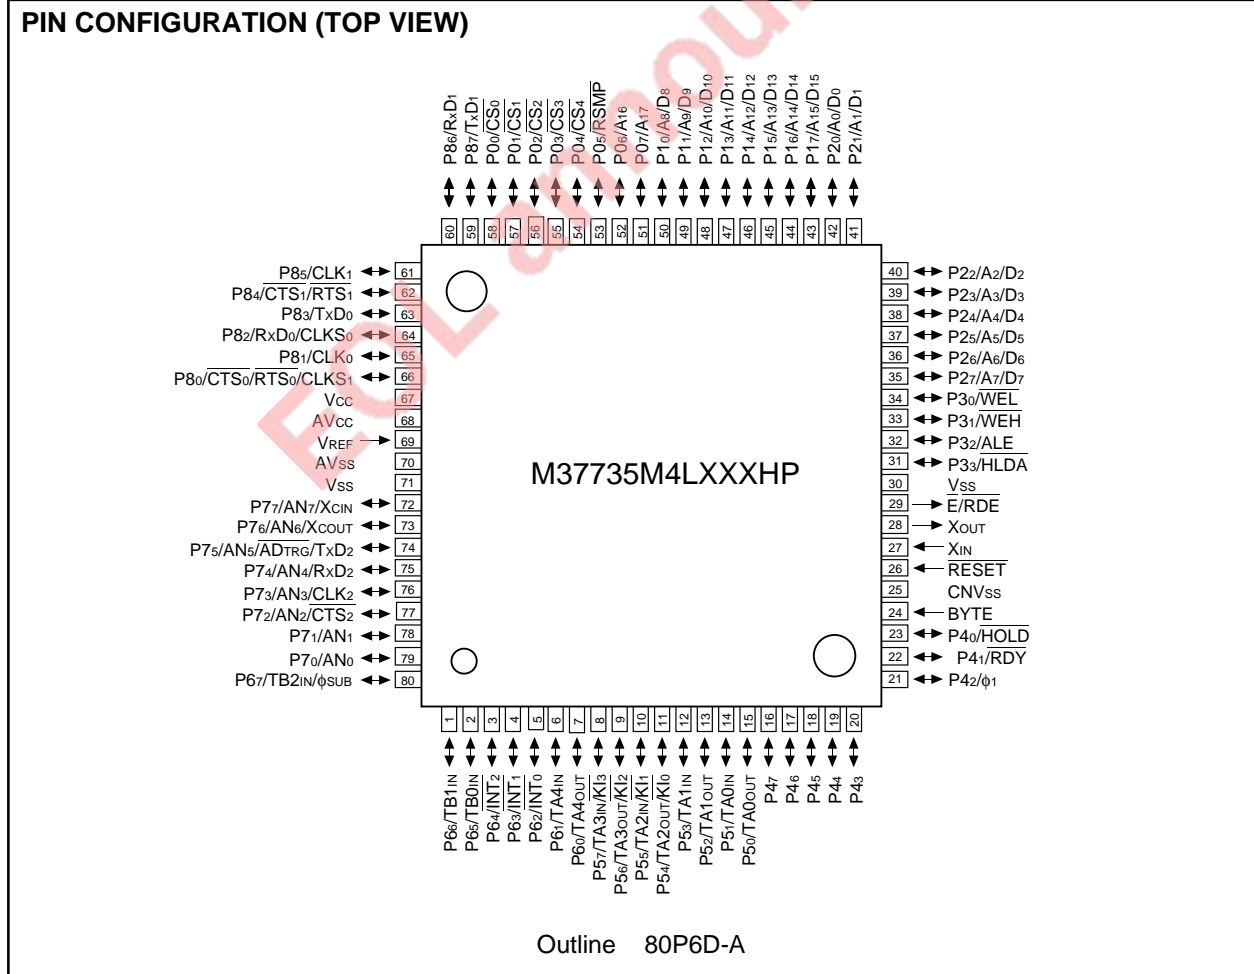 PIN CONFIGURATION (TOP VIEW)
EOL announ
P86/RxD1
P87/TxD1
P00/CS0
P01/CS1
P02/CS2
P03/CS3
P04/CS4
P05/RSMP
P06/A16
P07/A17
P10/A8/D8
P11/A9/D9
P12/A10/D10
P13/A11/D11
P14/A12/D12
P15/A13/D13
P16/A14/D14
P17/A15/D15
P20/A0/D0
P21/A1/D1
60 59 58 57 56 55 54 53 52 51 50 49 48 47 46 45 44 43 42 41
P85/CLK1 61
P84/CTS1/RTS1 62
P83/TxD0 63
P82/RxD0/CLKS0 64
P81/CLK0 65
P80/CTS0/RTS0/CLKS1 66
VCC 67
AVCC 68
VREF 69
AVSS 70
VSS 71
P77/AN7/XCIN 72
P76/AN6/XCOUT 73
P75/AN5/ADTRG/TxD2 74
P74/AN4/RxD2 75
P73/AN3/CLK2 76
P72/AN2/CTS2 77
P71/AN1 78
P70/AN0 79
P67/TB2IN/φSUB 80
M37735M4LXXXHP
40 P22/A2/D2
39 P23/A3/D3
38 P24/A4/D4
37 P25/A5/D5
36 P26/A6/D6
35 P27/A7/D7
34 P30/WEL
33 P31/WEH
32 P32/ALE
31 P33/HLDA
30 VSS
29 E/RDE
28 XOUT
27 XIN
26 RESET
25 CNVSS
24 BYTE
23 P40/HOLD
22 P41/RDY
21 P42/φ1
1 2 3 4 5 6 7 8 9 10 11 12 13 14 15 16 17 18 19 20
P66/TB1IN
P65/TB0IN
P64/INT2
P63/INT1
P62/INT0
P61/TA4IN
P60/TA4OUT
P57/TA3IN/KI3
P56/TA3OUT/KI2
P55/TA2IN/KI1
P54/TA2OUT/KI0
P53/TA1IN
P52/TA1OUT
P51/TA0IN
P50/TA0OUT
P47
P46
P45
P44
P43
Outline 80P6D-A